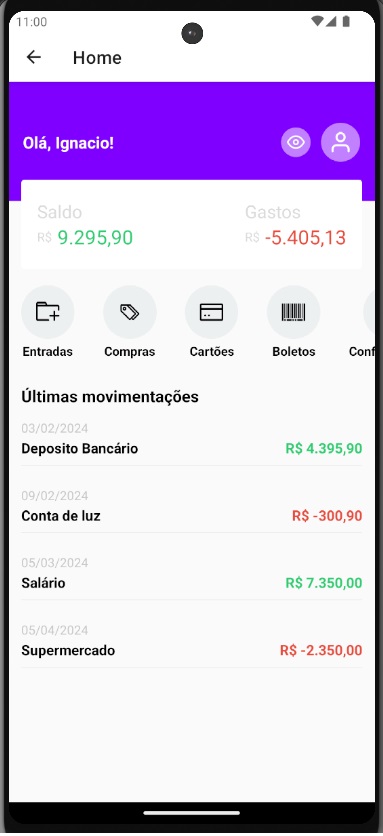 11:00
Home
Olá, Ignacio!
Saldo Gastos
R$ 9.295,90 R$ -5.405,13
Entradas Compras Cartões Boletos Conf
Últimas movimentações
03/02/2024
Deposito Bancário R$ 4.395,90
09/02/2024
Conta de luz R$ -300,90
05/03/2024
Salário R$ 7.350,00
05/04/2024
Supermercado R$ -2.350,00